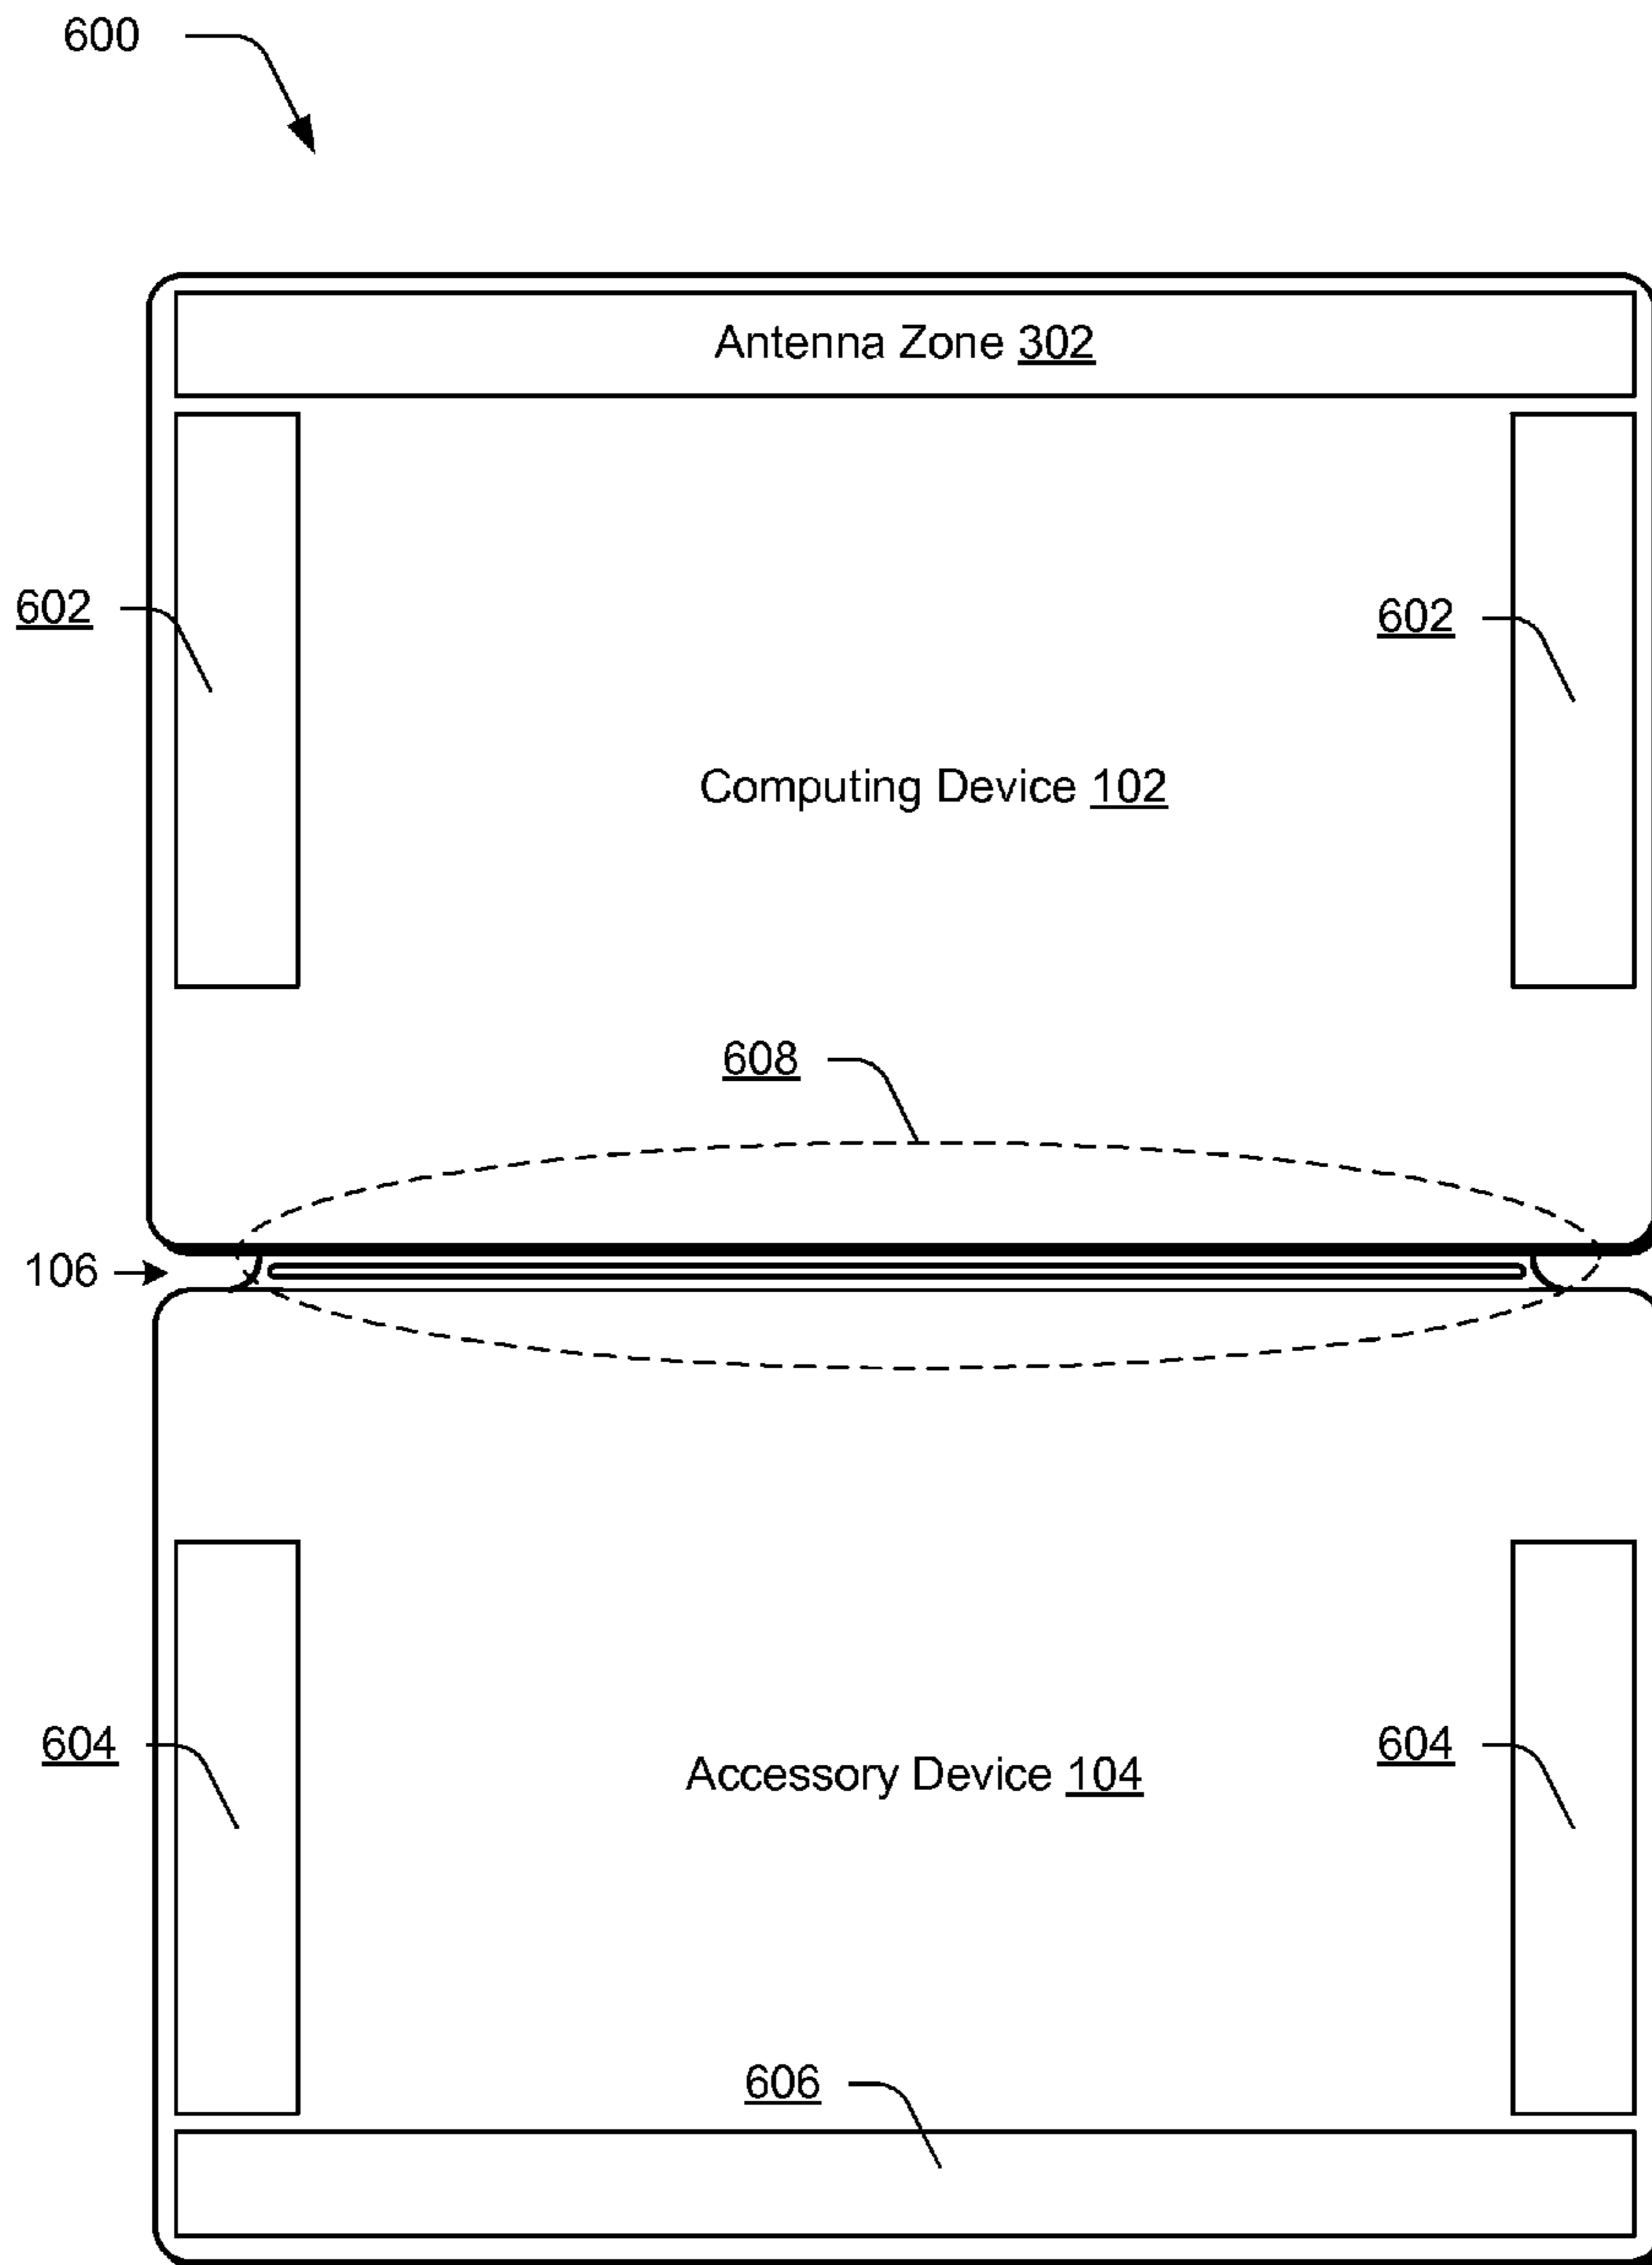 600
Antenna Zone 302
602
602
Computing Device 102
608
106
604
604
Accessory Device 104
606